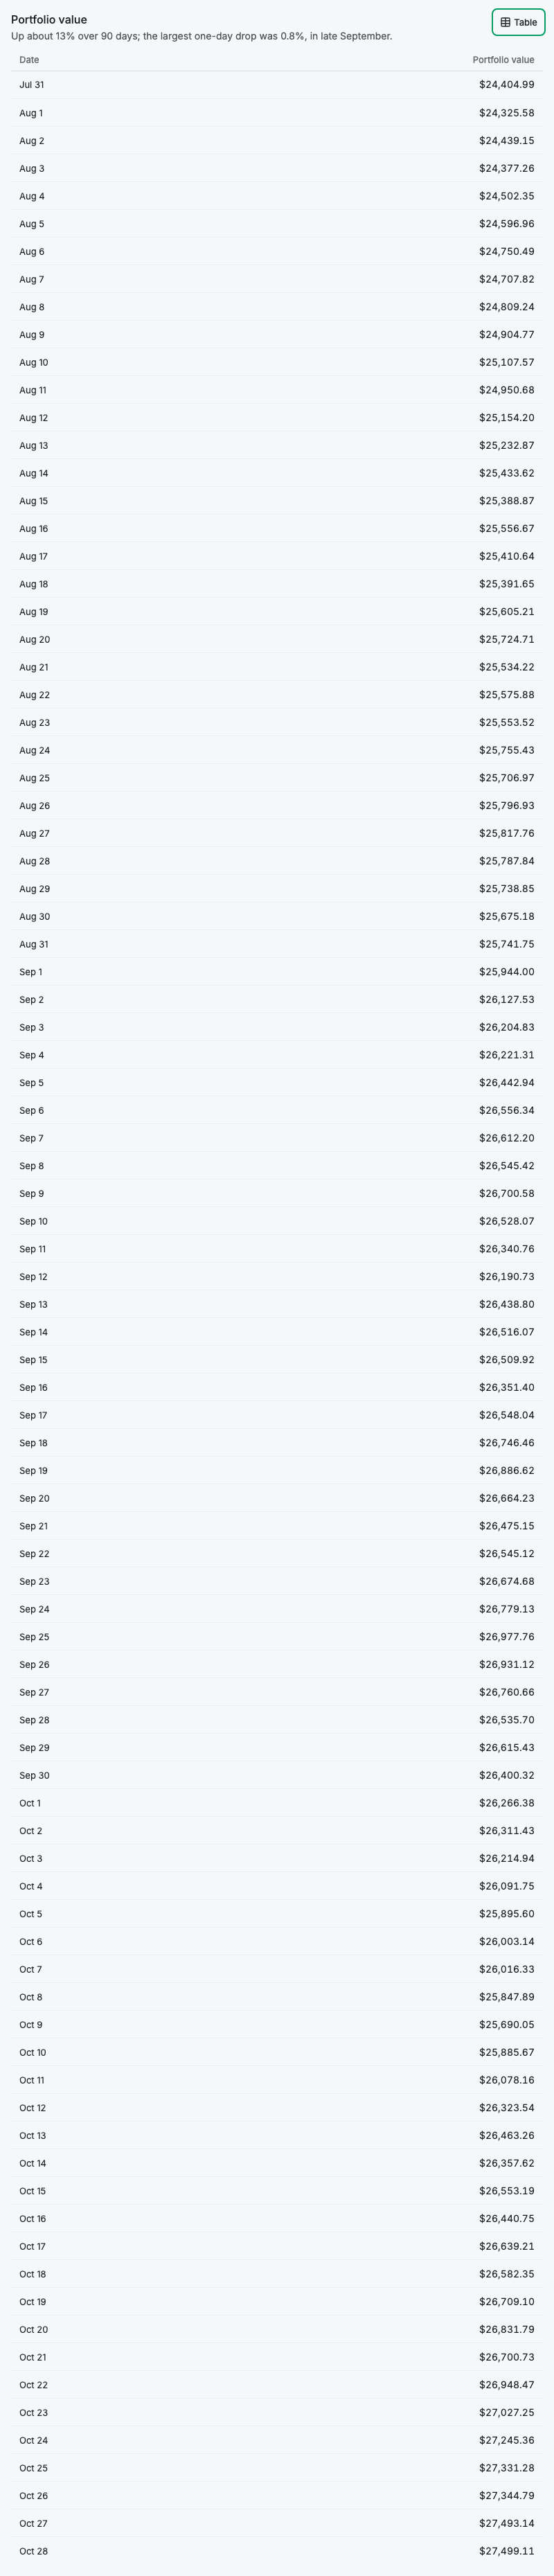 Portfolio value
Table
Up about 13% over 90 days; the largest one-day drop was 0.8%, in late September.
Date Portfolio value
Jul 31 $24,404.99
Aug 1 $24,325.58
Aug 2 $24,439.15
Aug 3 $24,377.26
Aug 4 $24,502.35
Aug 5 $24,596.96
Aug 6 $24,750.49
Aug 7 $24,707.82
Aug 8 $24,809.24
Aug 9 $24,904.77
Aug 10 $25,107.57
Aug 11 $24,950.68
Aug 12 $25,154.20
Aug 13 $25,232.87
Aug 14 $25,433.62
Aug 15 $25,388.87
Aug 16 $25,556.67
Aug 17 $25,410.64
Aug 18 $25,391.65
Aug 19 $25,605.21
Aug 20 $25,724.71
Aug 21 $25,534.22
Aug 22 $25,575.88
Aug 23 $25,553.52
Aug 24 $25,755.43
Aug 25 $25,706.97
Aug 26 $25,796.93
Aug 27 $25,817.76
Aug 28 $25,787.84
Aug 29 $25,738.85
Aug 30 $25,675.18
Aug 31 $25,741.75
Sep 1 $25,944.00
Sep 2 $26,127.53
Sep 3 $26,204.83
Sep 4 $26,221.31
Sep 5 $26,442.94
Sep 6 $26,556.34
Sep 7 $26,612.20
Sep 8 $26,545.42
Sep 9 $26,700.58
Sep 10 $26,528.07
Sep 11 $26,340.76
Sep 12 $26,190.73
Sep 13 $26,438.80
Sep 14 $26,516.07
Sep 15 $26,509.92
Sep 16 $26,351.40
Sep 17 $26,548.04
Sep 18 $26,746.46
Sep 19 $26,886.62
Sep 20 $26,664.23
Sep 21 $26,475.15
Sep 22 $26,545.12
Sep 23 $26,674.68
Sep 24 $26,779.13
Sep 25 $26,977.76
Sep 26 $26,931.12
Sep 27 $26,760.66
Sep 28 $26,535.70
Sep 29 $26,615.43
Sep 30 $26,400.32
Oct 1 $26,266.38
Oct 2 $26,311.43
Oct 3 $26,214.94
Oct 4 $26,091.75
Oct 5 $25,895.60
Oct 6 $26,003.14
Oct 7 $26,016.33
Oct 8 $25,847.89
Oct 9 $25,690.05
Oct 10 $25,885.67
Oct 11 $26,078.16
Oct 12 $26,323.54
Oct 13 $26,463.26
Oct 14 $26,357.62
Oct 15 $26,553.19
Oct 16 $26,440.75
Oct 17 $26,639.21
Oct 18 $26,582.35
Oct 19 $26,709.10
Oct 20 $26,831.79
Oct 21 $26,700.73
Oct 22 $26,948.47
Oct 23 $27,027.25
Oct 24 $27,245.36
Oct 25 $27,331.28
Oct 26 $27,344.79
Oct 27 $27,493.14
Oct 28 $27,499.11